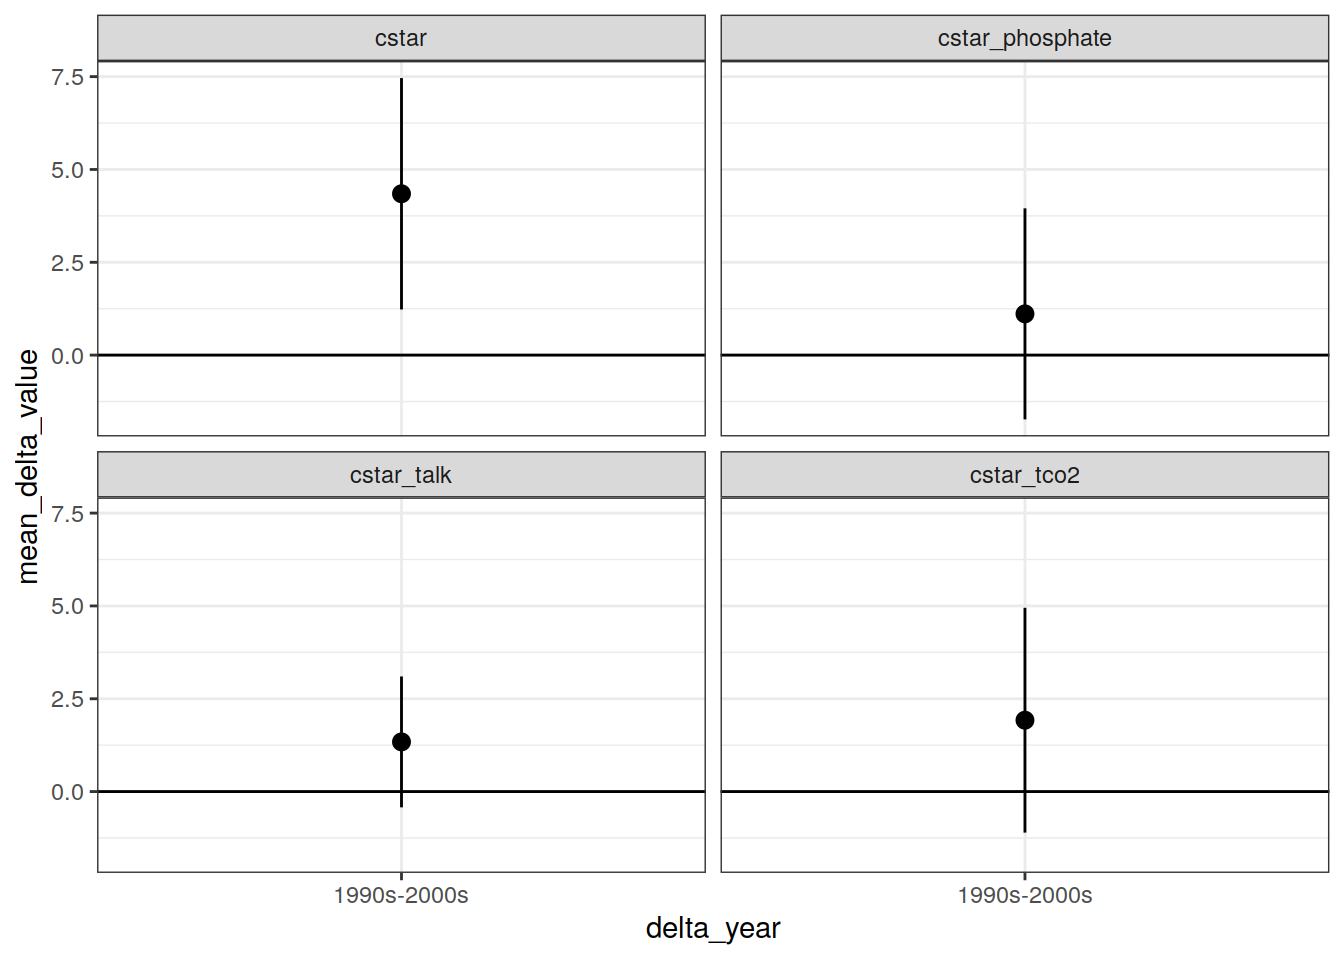 cstar
cstar_phosphate
7.5
5.0
2.5
0.0
cstar_talk
cstar_tco2
7.5
5.0
2.5
0.0
mean_delta_value
1990s-2000s
1990s-2000s
delta_year